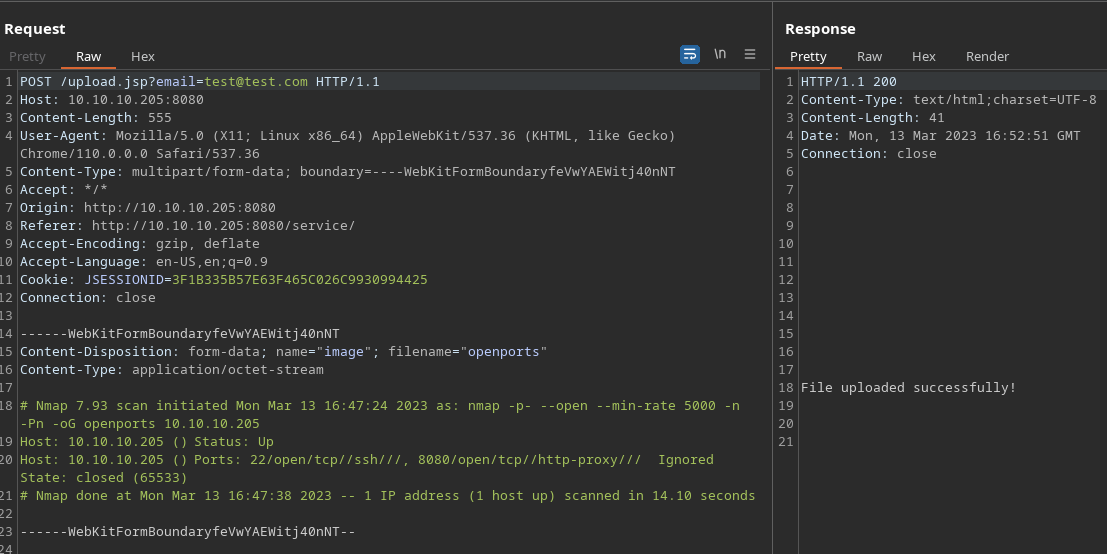 Request
Pretty Raw Hex \n
1 POST /upload.jsp?email=test@test.com HTTP/1.1
2 Host: 10.10.10.205:8080
3 Content-Length: 555
4 User-Agent: Mozilla/5.0 (X11; Linux x86_64) AppleWebKit/537.36 (KHTML, like Gecko)
Chrome/110.0.0.0 Safari/537.36
5 Content-Type: multipart/form-data; boundary=----WebKitFormBoundaryfeVwYAEWitj40nNT
6 Accept: */*
7 Origin: http://10.10.10.205:8080
8 Referer: http://10.10.10.205:8080/service/
9 Accept-Encoding: gzip, deflate
10 Accept-Language: en-US,en;q=0.9
11 Cookie: JSESSIONID=3F1B335B57E63F465C026C9930994425
12 Connection: close
13
14 ------WebKitFormBoundaryfeVwYAEWitj40nNT
15 Content-Disposition: form-data; name="image"; filename="openports"
16 Content-Type: application/octet-stream
17
18 # Nmap 7.93 scan initiated Mon Mar 13 16:47:24 2023 as: nmap -p- --open --min-rate 5000 -n
-Pn -oG openports 10.10.10.205
19 Host: 10.10.10.205 () Status: Up
20 Host: 10.10.10.205 () Ports: 22/open/tcp//ssh///, 8080/open/tcp//http-proxy/// Ignored
State: closed (65533)
21 # Nmap done at Mon Mar 13 16:47:38 2023 -- 1 IP address (1 host up) scanned in 14.10 seconds
22
23 ------WebKitFormBoundaryfeVwYAEWitj40nNT--
24
Response
Pretty Raw Hex Render
1 HTTP/1.1 200
2 Content-Type: text/html;charset=UTF-8
3 Content-Length: 41
4 Date: Mon, 13 Mar 2023 16:52:51 GMT
5 Connection: close
6
7
8
9
10
11
12
13
14
15
16
17
18 File uploaded successfully!
19
20
21